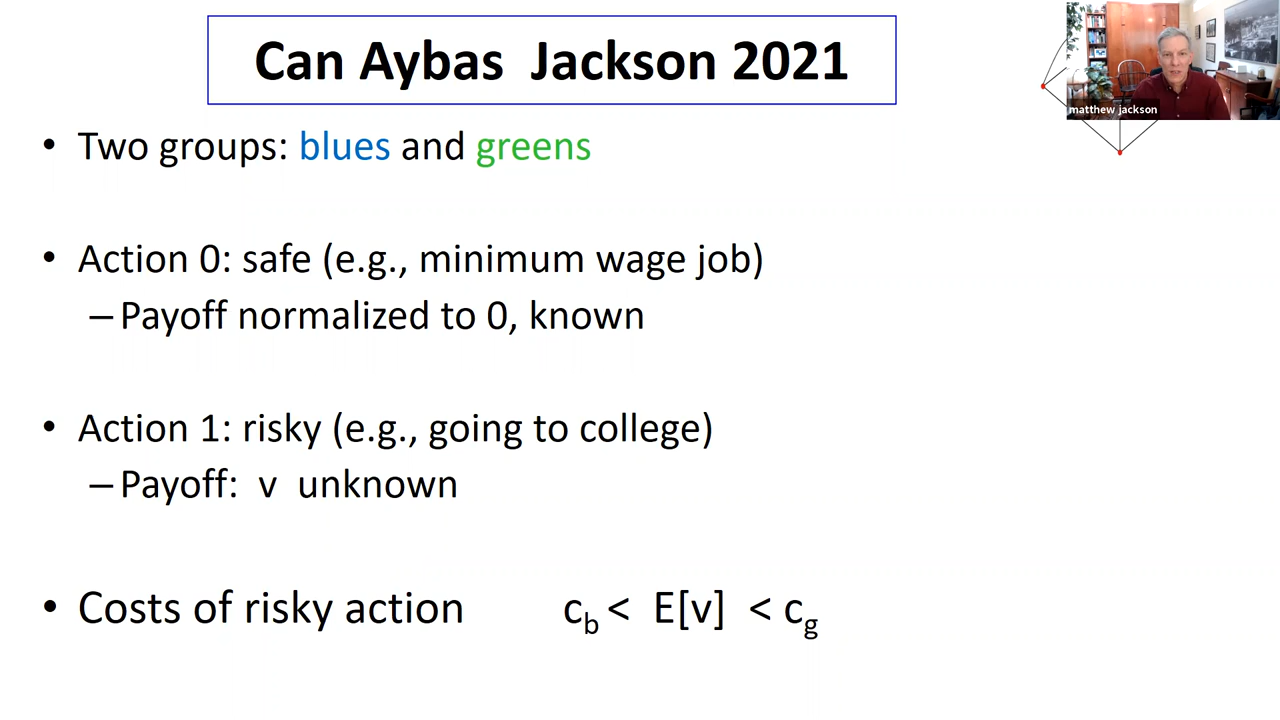 Can Aybas  Jackson 2021
matthew jackson
• Two groups: blues and greens
• Action 0: safe (e.g., minimum wage job)
– Payoff normalized to 0, known
• Action 1: risky (e.g., going to college)
– Payoff:  v  unknown
• Costs of risky action    c_b <  E[v]  < c_g